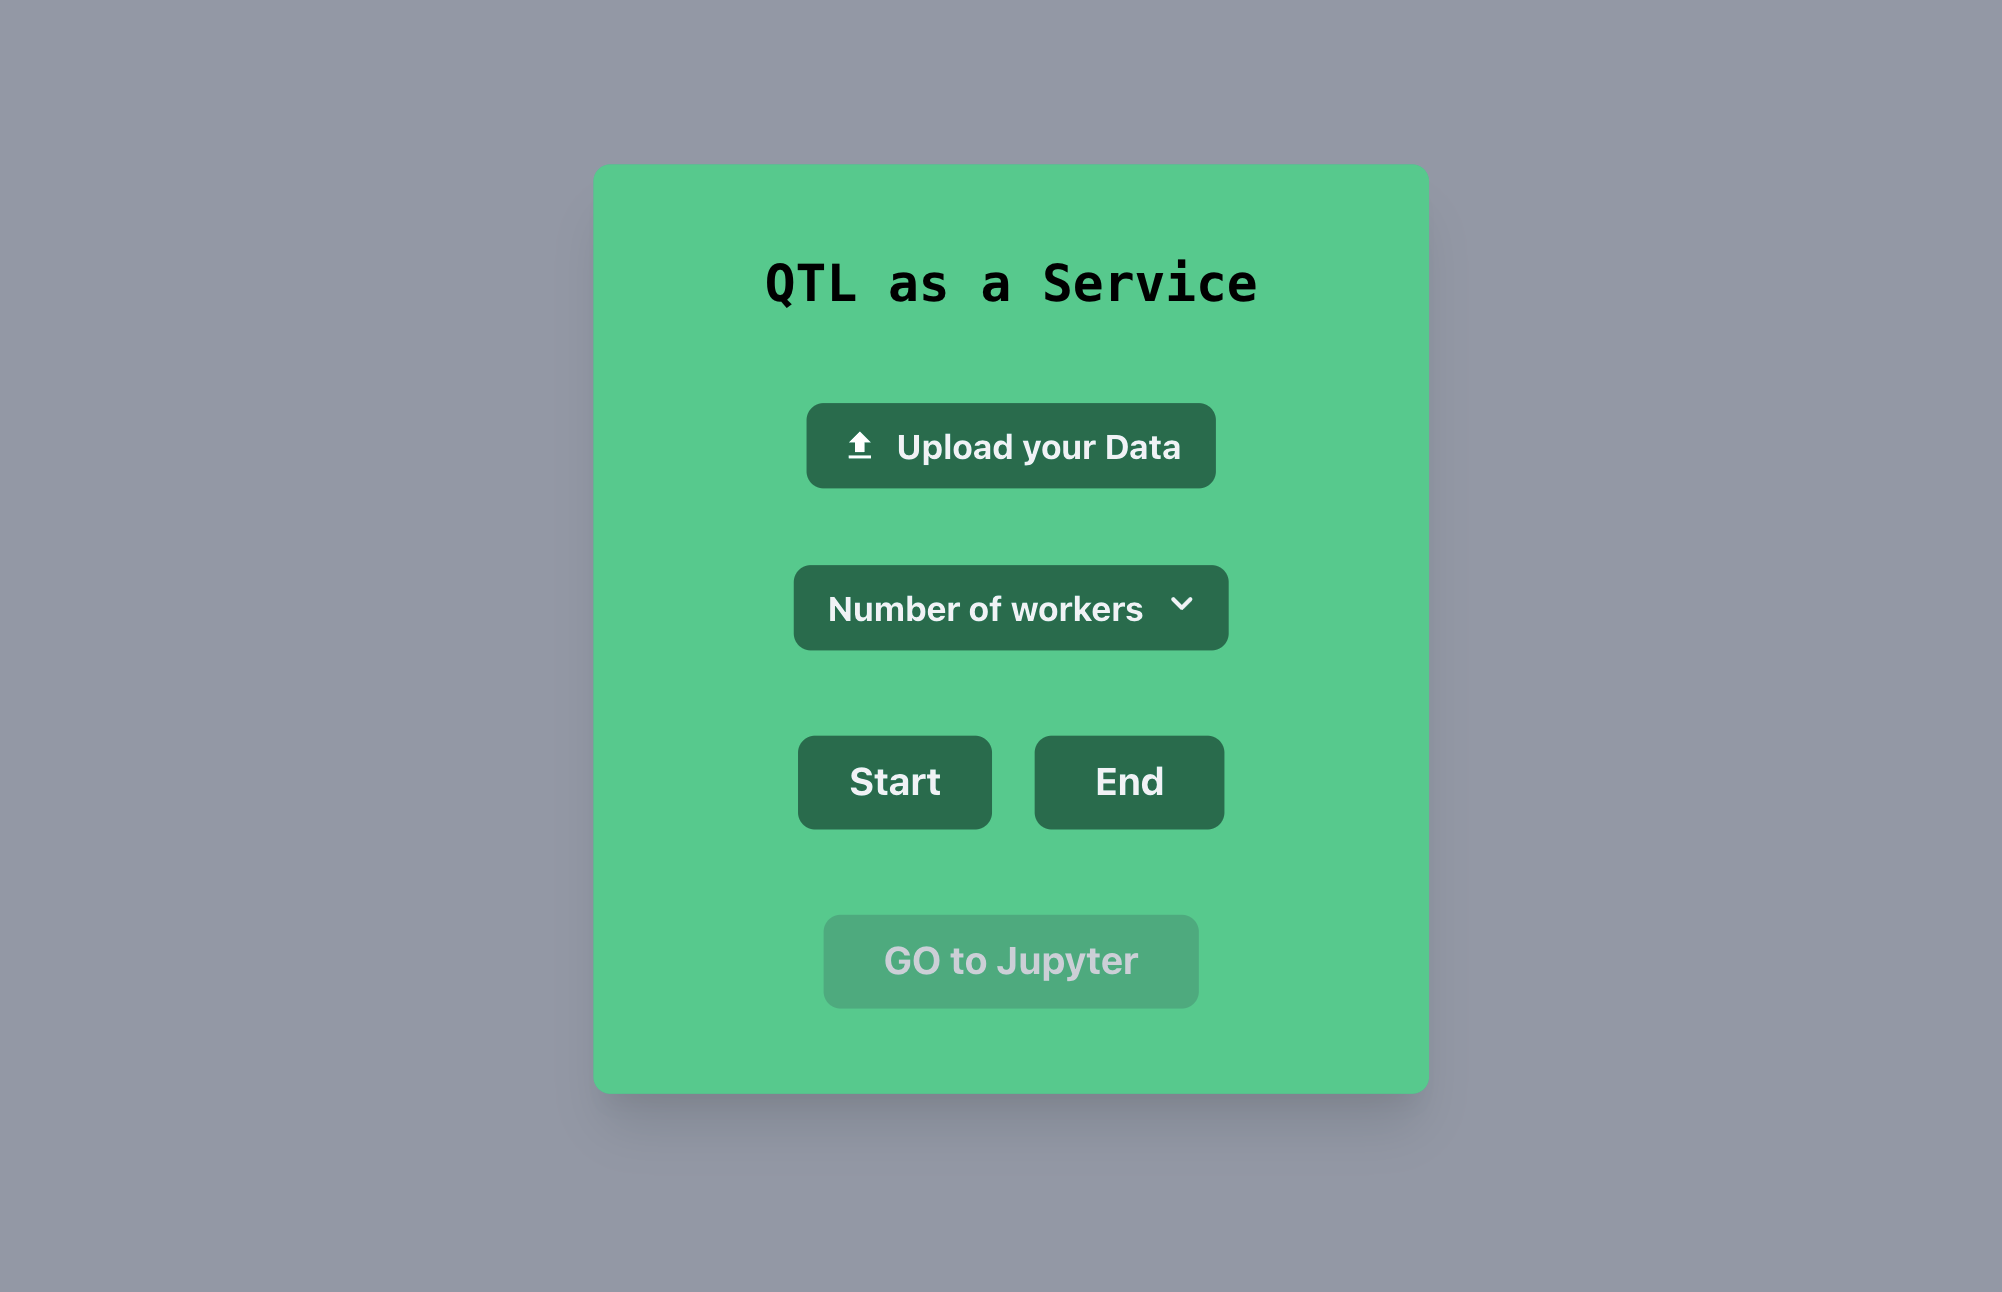 QTL as a Service
Upload your Data
Number of workers
Start
End
GO to Jupyter